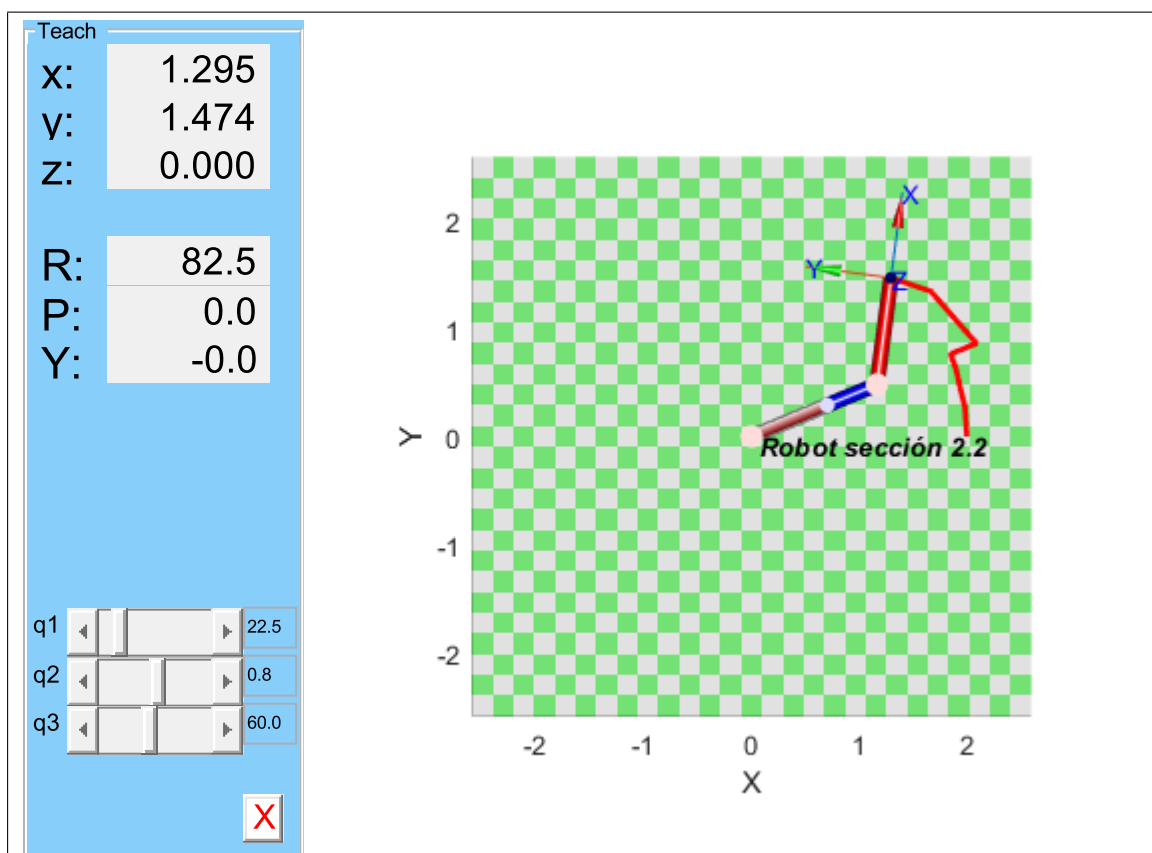 Teach
x: 1.295
y: 1.474
z: 0.000
R: 82.5
P: 0.0
Y: -0.0
q1 22.5
q2 0.8
q3 60.0
X
X
Y
Z
2
1
0
-1
-2
Y
Robot sección 2.2
-2 -1 0 1 2
X